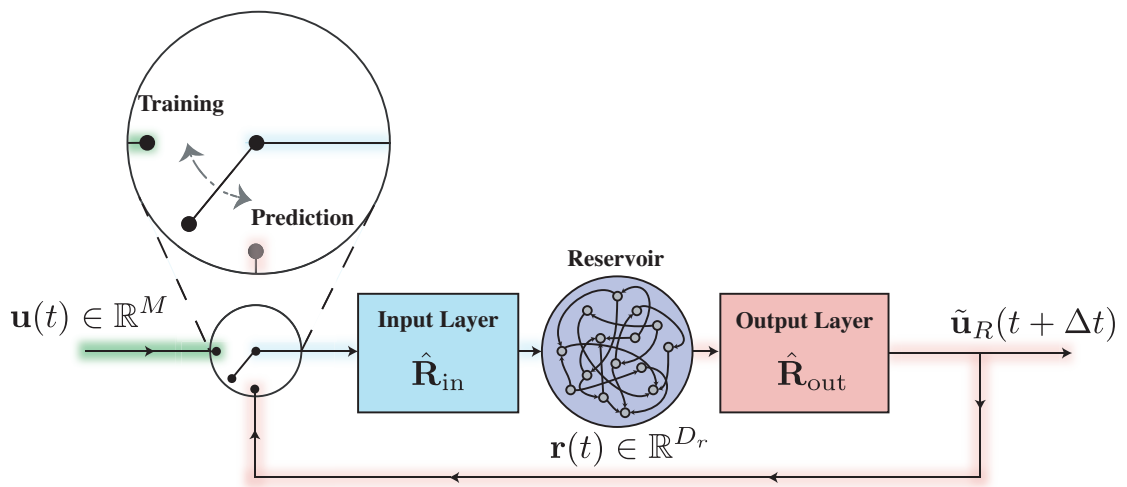 Training
Prediction
Reservoir
𝐮(t) ∈ ℝ^M
Input Layer
𝐑̂_in
Output Layer
𝐑̂_out
𝐮̃_R(t + Δt)
𝐫(t) ∈ ℝ^{D_r}